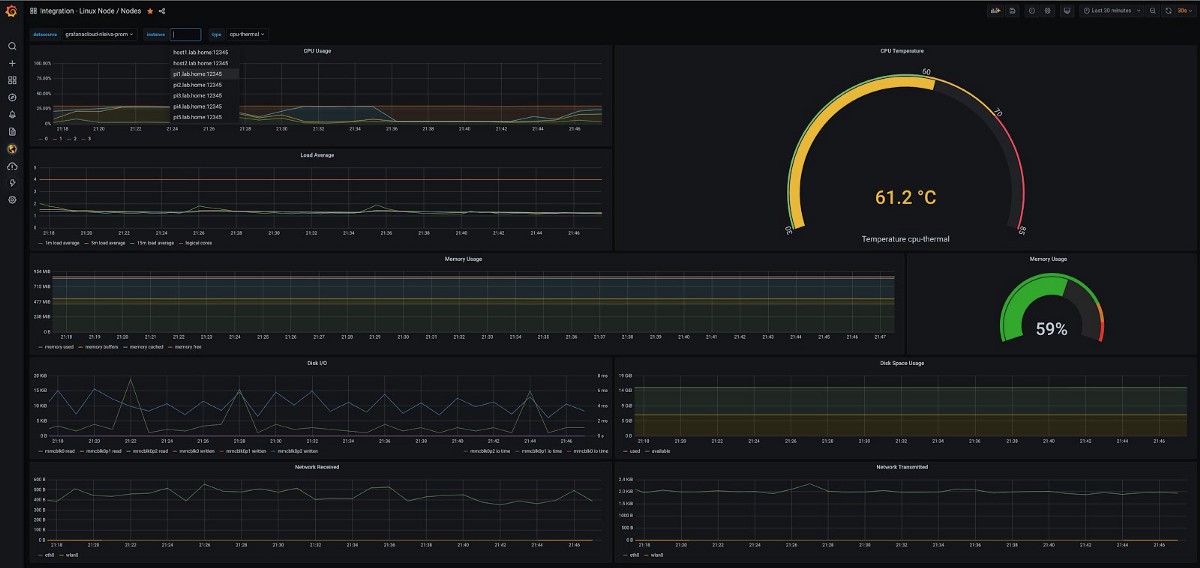 Integration - Linux Node / Nodes
Last 30 minutes
30s
datasource grafanacloud-nleiva-prom
instance
type cpu-thermal
host1.lab.home:12345
host2.lab.home:12345
pi1.lab.home:12345
pi2.lab.home:12345
pi3.lab.home:12345
pi4.lab.home:12345
pi5.lab.home:12345
CPU Usage
100.00%
75.00%
50.00%
25.00%
0%
21:18 21:20 21:22 21:24 21:26 21:28 21:30 21:32 21:34 21:36 21:38 21:40 21:42 21:44 21:46
0 1 2 3
CPU Temperature
30
60
70
85
61.2 °C
Temperature cpu-thermal
Load Average
5
4
3
2
1
0
21:18 21:20 21:22 21:24 21:26 21:28 21:30 21:32 21:34 21:36 21:38 21:40 21:42 21:44 21:46
1m load average 5m load average 15m load average logical cores
Memory Usage
954 MiB
715 MiB
477 MiB
238 MiB
0 B
21:18 21:19 21:20 21:21 21:22 21:23 21:24 21:25 21:26 21:27 21:28 21:29 21:30 21:31 21:32 21:33 21:34 21:35 21:36 21:37 21:38 21:39 21:40 21:41 21:42 21:43 21:44 21:45 21:46 21:47
memory used memory buffers memory cached memory free
Memory Usage
59%
Disk I/O
20 KiB
15 KiB
10 KiB
5 KiB
0 B
8 ms
6 ms
4 ms
2 ms
0 s
21:18 21:20 21:22 21:24 21:26 21:28 21:30 21:32 21:34 21:36 21:38 21:40 21:42 21:44 21:46
mmcblk0 read mmcblk0p1 read mmcblk0p2 read mmcblk0 written mmcblk0p1 written mmcblk0p2 written
mmcblk0p2 io time mmcblk0p1 io time mmcblk0 io time
Disk Space Usage
19 GiB
14 GiB
9 GiB
5 GiB
0 B
21:18 21:20 21:22 21:24 21:26 21:28 21:30 21:32 21:34 21:36 21:38 21:40 21:42 21:44 21:46
used available
Network Received
600 B
500 B
400 B
300 B
200 B
100 B
0 B
21:18 21:20 21:22 21:24 21:26 21:28 21:30 21:32 21:34 21:36 21:38 21:40 21:42 21:44 21:46
eth0 wlan0
Network Transmitted
1000 B
500 B
0 B
21:18 21:20 21:22 21:24 21:26 21:28 21:30 21:32 21:34 21:36 21:38 21:40 21:42 21:44 21:46
eth0 wlan0